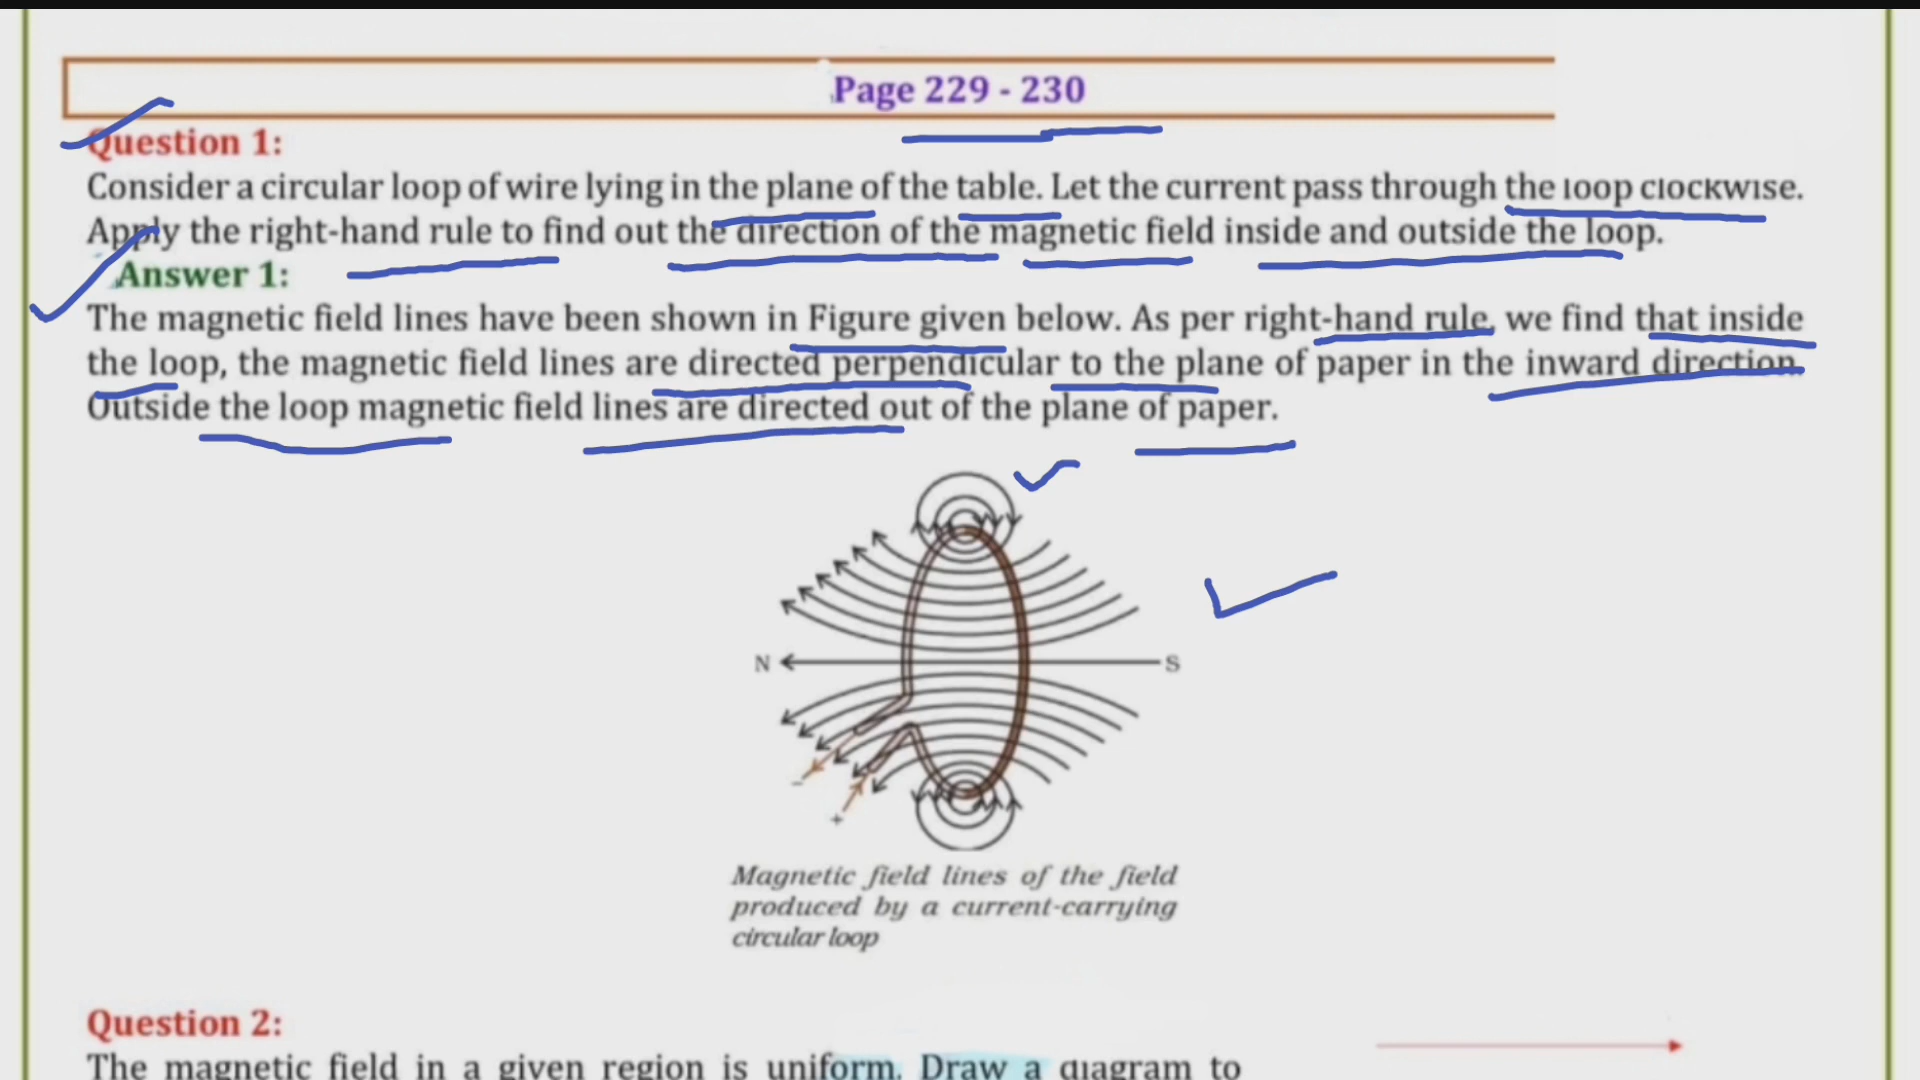 Page 229 - 230
Question 1:
Consider a circular loop of wire lying in the plane of the table. Let the current pass through the loop clockwise.
Apply the right-hand rule to find out the direction of the magnetic field inside and outside the loop.
Answer 1:
The magnetic field lines have been shown in Figure given below. As per right-hand rule, we find that inside
the loop, the magnetic field lines are directed perpendicular to the plane of paper in the inward direction.
Outside the loop magnetic field lines are directed out of the plane of paper.
N S
−
+
Magnetic field lines of the field
produced by a current-carrying
circular loop
Question 2:
The magnetic field in a given region is uniform. Draw a diagram to